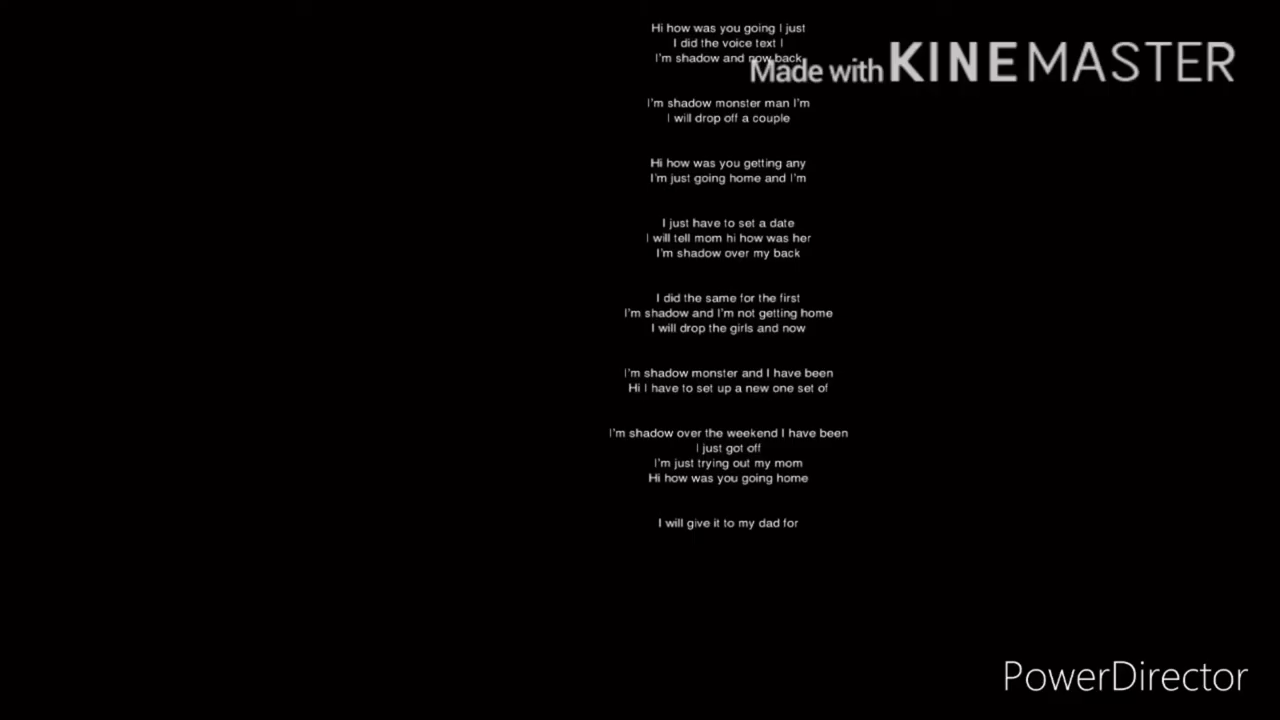 Hi how was you going I just
I did the voice text I
I'm shadow and now back
Made with KINEMASTER
I'm shadow monster man I'm
I will drop off a couple
Hi how was you getting any
I'm just going home and I'm
I just have to set a date
I will tell mom hi how was her
I'm shadow over my back
I did the same for the first
I'm shadow and I'm not getting home
I will drop the girls and now
I'm shadow monster and I have been
Hi I have to set up a new one set of
I'm shadow over the weekend I have been
I just got off
I'm just trying out my mom
Hi how was you going home
I will give it to my dad for
PowerDirector